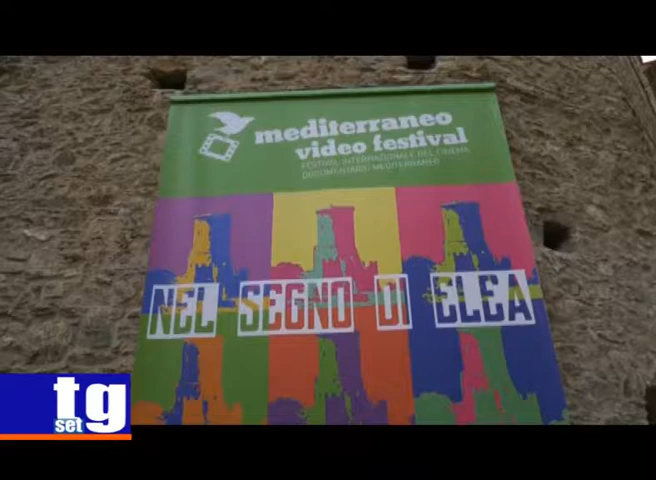 mediterraneo
video festival
FESTIVAL INTERNAZIONALE DEL CINEMA
DOCUMENTARIO MEDITERRANEO
NEL SEGNO DI ELEA
tg
set